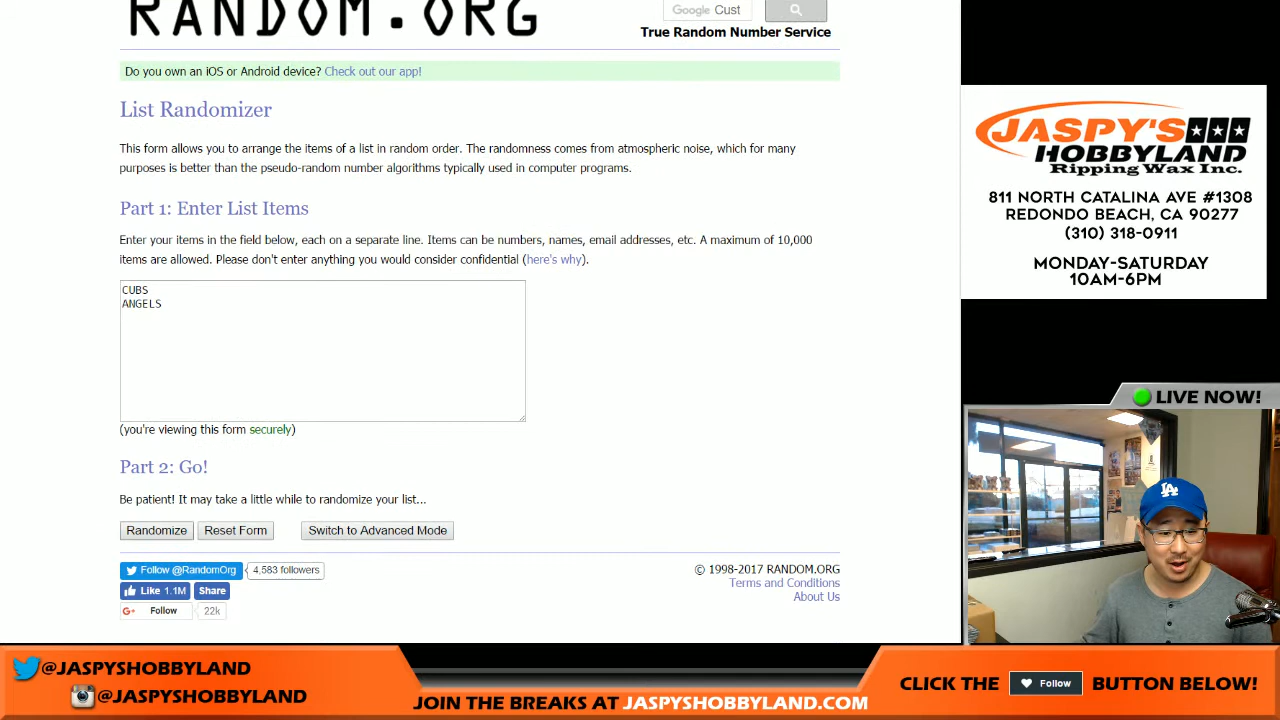 RANDOM.ORG
Google Cust
True Random Number Service
Do you own an iOS or Android device? Check out our app!
List Randomizer
This form allows you to arrange the items of a list in random order. The randomness comes from atmospheric noise, which for many
purposes is better than the pseudo-random number algorithms typically used in computer programs.
Part 1: Enter List Items
Enter your items in the field below, each on a separate line. Items can be numbers, names, email addresses, etc. A maximum of 10,000
items are allowed. Please don't enter anything you would consider confidential (here's why).
CUBS
ANGELS
(you're viewing this form securely)
Part 2: Go!
Be patient! It may take a little while to randomize your list...
Randomize Reset Form Switch to Advanced Mode
Follow @RandomOrg 4,583 followers
Like 1.1M Share
G+ Follow 22k
© 1998-2017 RANDOM.ORG
Terms and Conditions
About Us
JASPY'S
HOBBYLAND
Ripping Wax Inc.
811 NORTH CATALINA AVE #1308
REDONDO BEACH, CA 90277
(310) 318-0911
MONDAY-SATURDAY
10AM-6PM
LIVE NOW!
LA
@JASPYSHOBBYLAND
@JASPYSHOBBYLAND
JOIN THE BREAKS AT JASPYSHOBBYLAND.COM
CLICK THE Follow BUTTON BELOW!